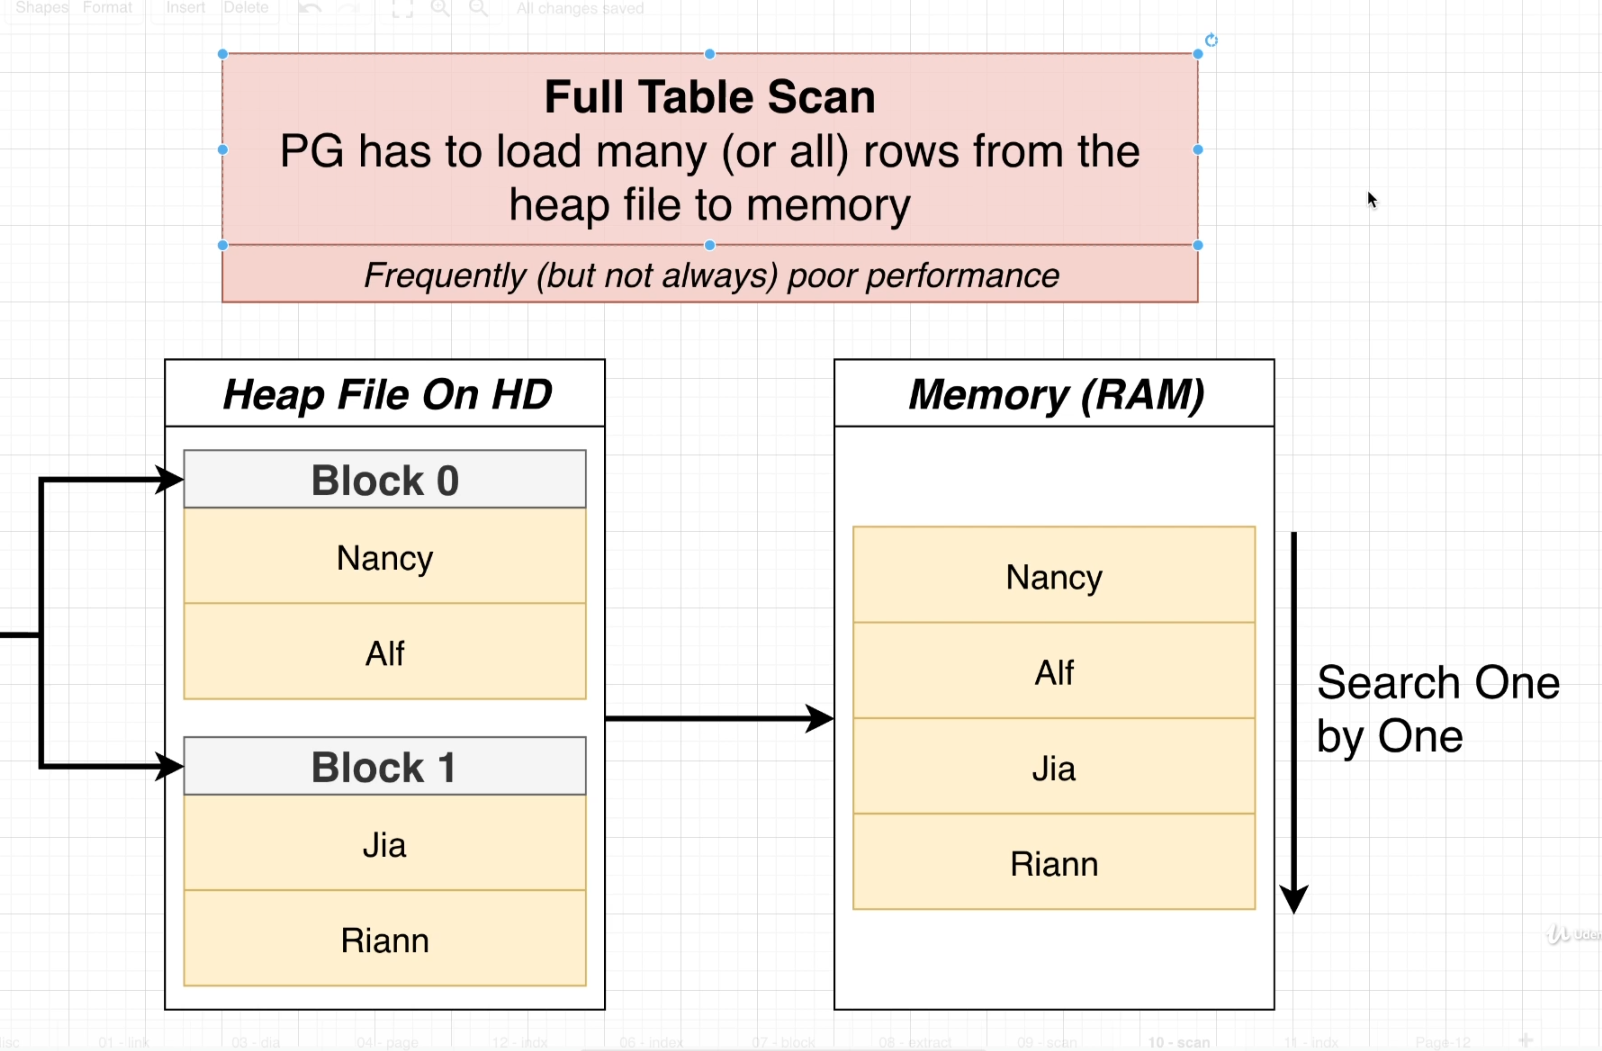 Shapes Format Insert Delete All changes saved
Full Table Scan
PG has to load many (or all) rows from the
heap file to memory
Frequently (but not always) poor performance
Heap File On HD
Block 0
Nancy
Alf
Block 1
Jia
Riann
Memory (RAM)
Nancy
Alf
Jia
Riann
Search One
by One
01 - link 03 - dia 04 - page 12 - indx 06 - index 07 - block 08 - extract 09 - scan 10 - scan 11 - indx Page-12